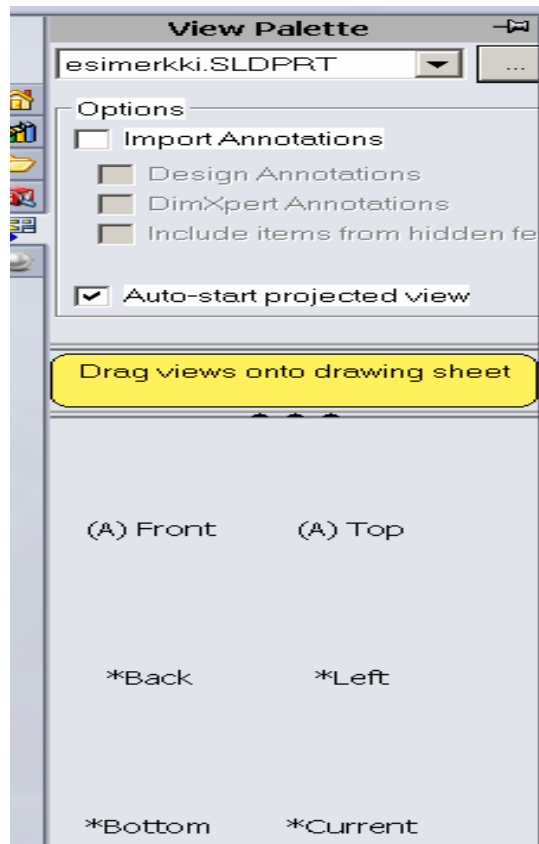 View Palette
esimerkki.SLDPRT
...
Options
Import Annotations
Design Annotations
DimXpert Annotations
Include items from hidden fe
Auto-start projected view
Drag views onto drawing sheet
(A) Front (A) Top
*Back *Left
*Bottom *Current